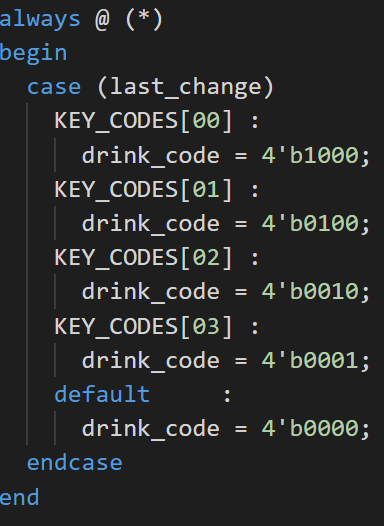 always @ (*)
begin
  case (last_change)
    KEY_CODES[00] :
      drink_code = 4'b1000;
    KEY_CODES[01] :
      drink_code = 4'b0100;
    KEY_CODES[02] :
      drink_code = 4'b0010;
    KEY_CODES[03] :
      drink_code = 4'b0001;
    default     :
      drink_code = 4'b0000;
  endcase
end